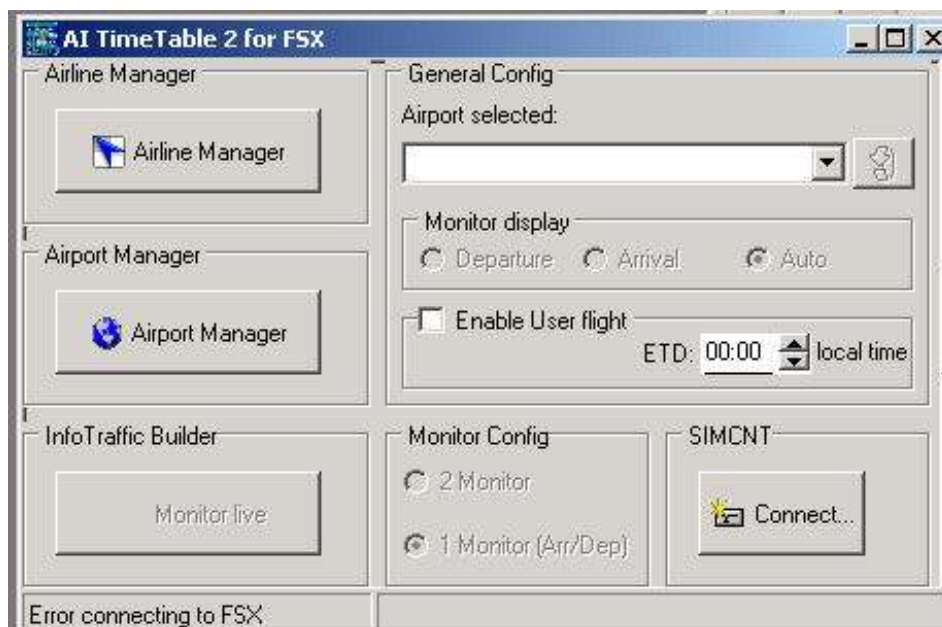 AI TimeTable 2 for FSX
Airline Manager
Airline Manager
Airport Manager
Airport Manager
InfoTraffic Builder
Monitor live
General Config
Airport selected:
Monitor display
Departure Arrival Auto
Enable User flight
ETD: 00:00 local time
Monitor Config
2 Monitor
1 Monitor (Arr/Dep)
SIMCNT
Connect...
Error connecting to FSX